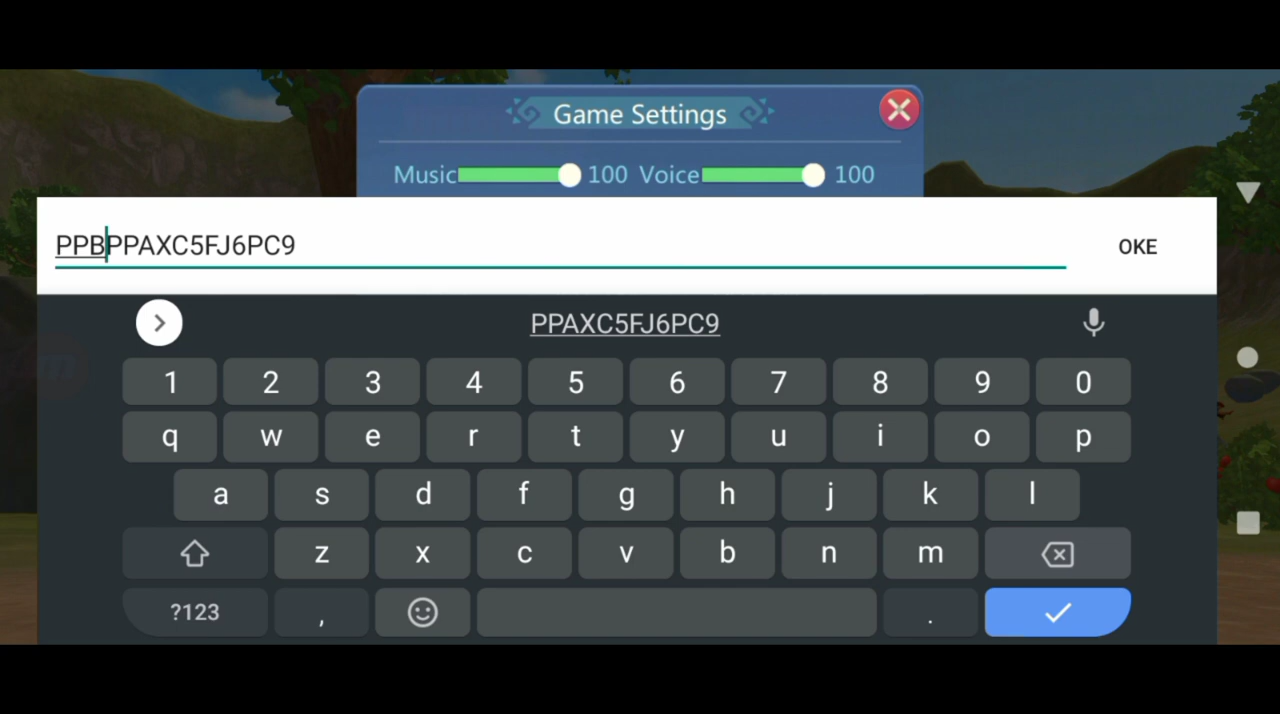 Game Settings
Music 100 Voice 100
PPBPPAXC5FJ6PC9 OKE
PPAXC5FJ6PC9
1 2 3 4 5 6 7 8 9 0
q w e r t y u i o p
a s d f g h j k l
z x c v b n m
?123 , .